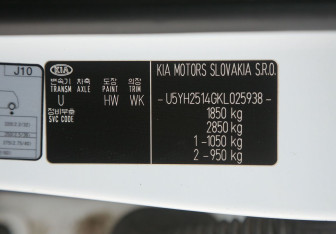 J10
KIA
변속기 차축 도장 의장
TRANSM AXLE PAINT TRIM
U HW WK
정비부호
SVC CODE
KIA MOTORS SLOVAKIA S.R.O.
- U5YH2514GKL025938 -
1850 kg
2850 kg
1 -1050 kg
2 -950 kg